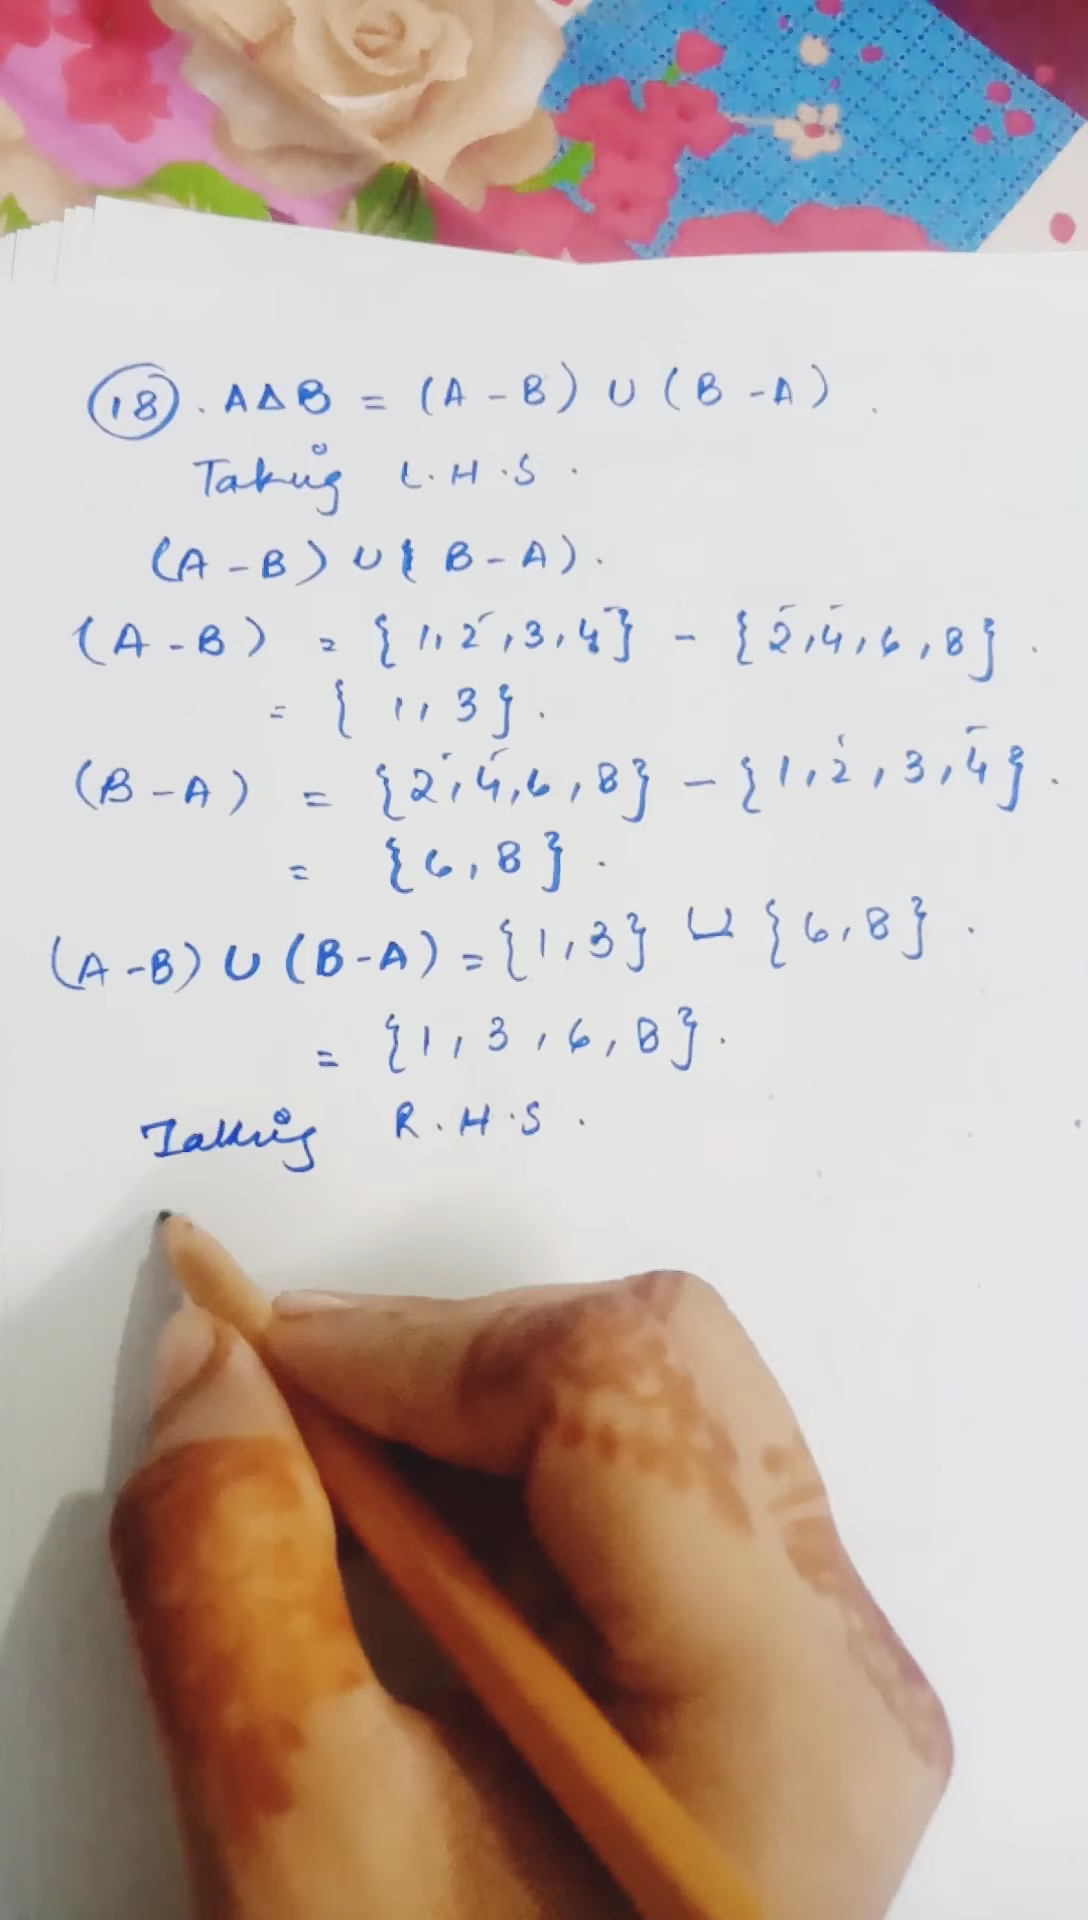 (18). A∆B = (A - B) ∪ (B - A).
Taking L.H.S.
(A - B) ∪ ( B - A).
(A - B) = {1, 2, 3, 4} - {2, 4, 6, 8}.
= {1, 3}.
(B - A) = {2, 4, 6, 8} - {1, 2, 3, 4}.
= {6, 8}.
(A - B) ∪ (B - A) = {1, 3} ∪ {6, 8}.
= {1, 3, 6, 8}.
Taking R.H.S.